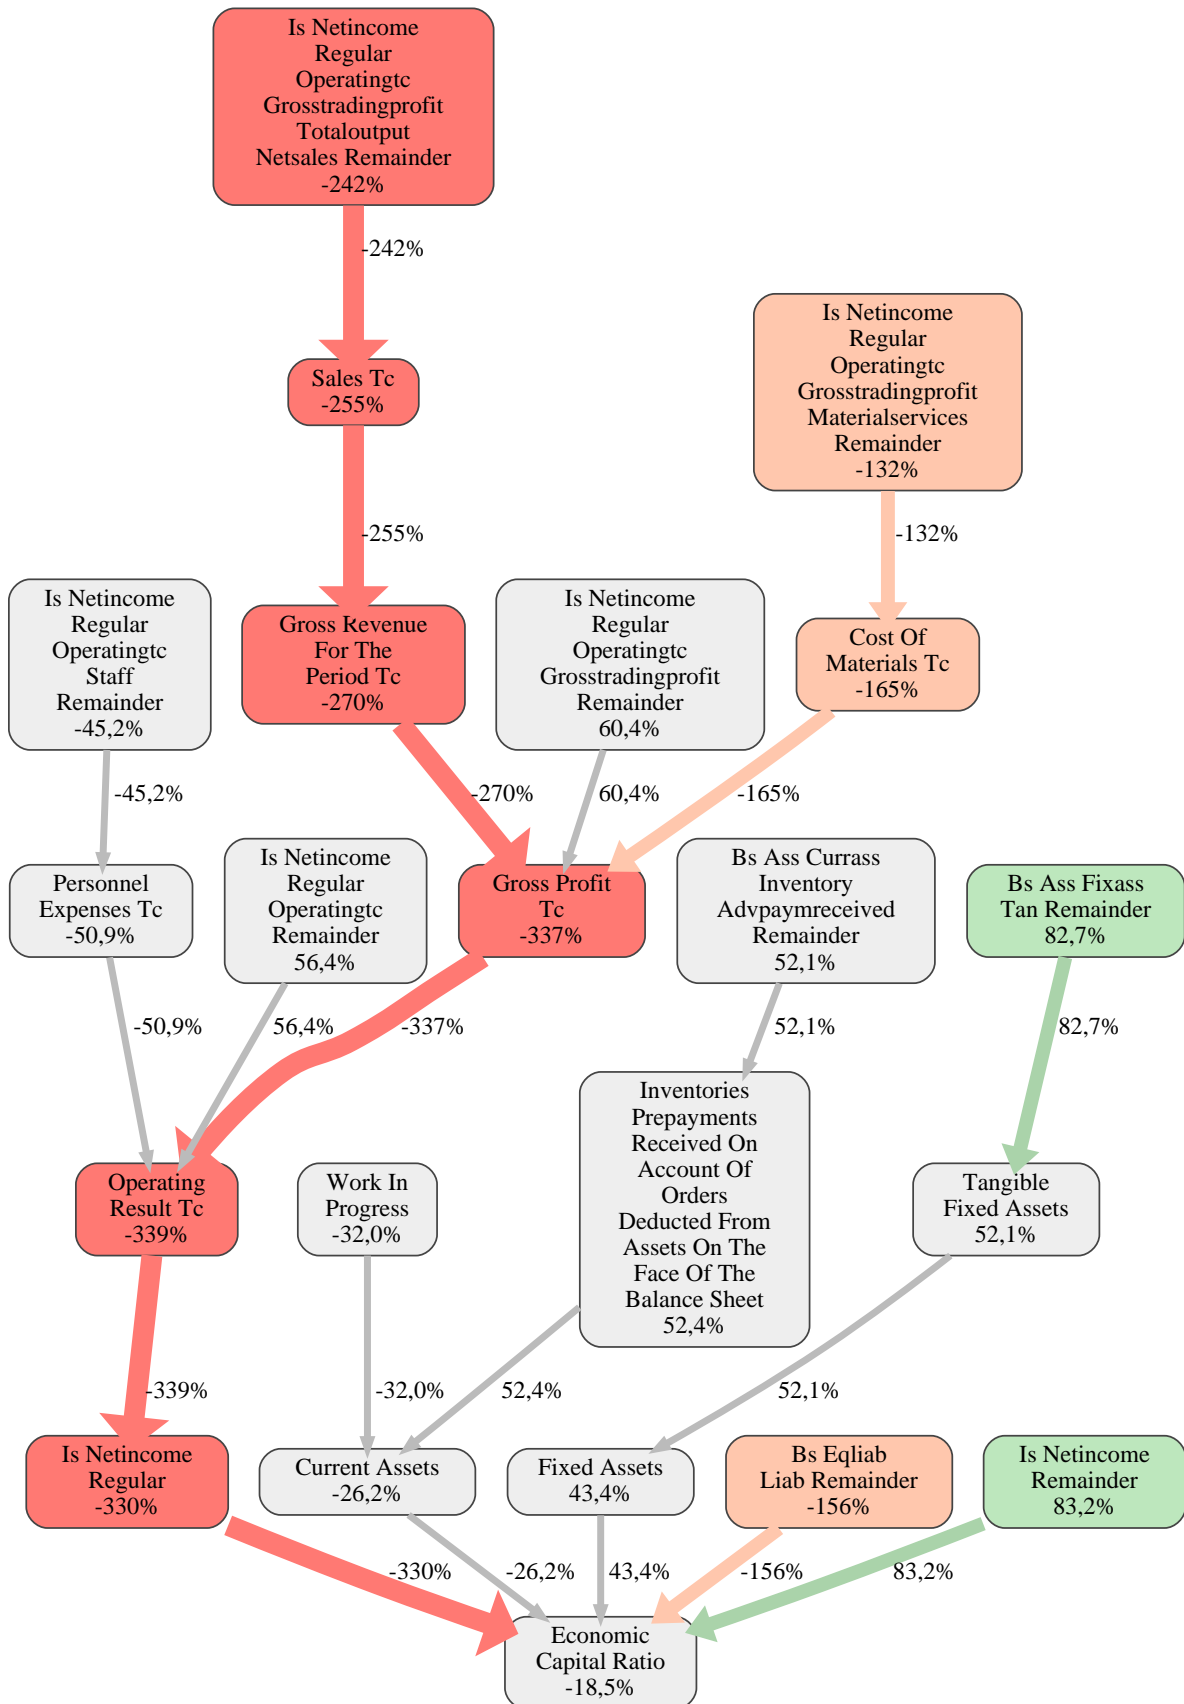 Is Netincome
Regular
Operatingtc
Grosstradingprofit
Totaloutput
Netsales Remainder
-242%
-242%
Is Netincome
Regular
Operatingtc
Grosstradingprofit
Materialservices
Remainder
-132%
Sales Tc
-255%
-255%
-132%
Is Netincome
Regular
Operatingtc
Staff
Remainder
-45,2%
Gross Revenue
For The
Period Tc
-270%
Is Netincome
Regular
Operatingtc
Grosstradingprofit
Remainder
60,4%
Cost Of
Materials Tc
-165%
-45,2%
-270%
60,4%
-165%
Personnel
Expenses Tc
-50,9%
Is Netincome
Regular
Operatingtc
Remainder
56,4%
Gross Profit
Tc
-337%
Bs Ass Currass
Inventory
Advpaymreceived
Remainder
52,1%
Bs Ass Fixass
Tan Remainder
82,7%
-50,9%
56,4%
-337%
52,1%
82,7%
Operating
Result Tc
-339%
Work In
Progress
-32,0%
Inventories
Prepayments
Received On
Account Of
Orders
Deducted From
Assets On The
Face Of The
Balance Sheet
52,4%
Tangible
Fixed Assets
52,1%
-339%
-32,0%
52,4%
52,1%
Is Netincome
Regular
-330%
Current Assets
-26,2%
Fixed Assets
43,4%
Bs Eqliab
Liab Remainder
-156%
Is Netincome
Remainder
83,2%
-330%
-26,2%
43,4%
-156%
83,2%
Economic
Capital Ratio
-18,5%